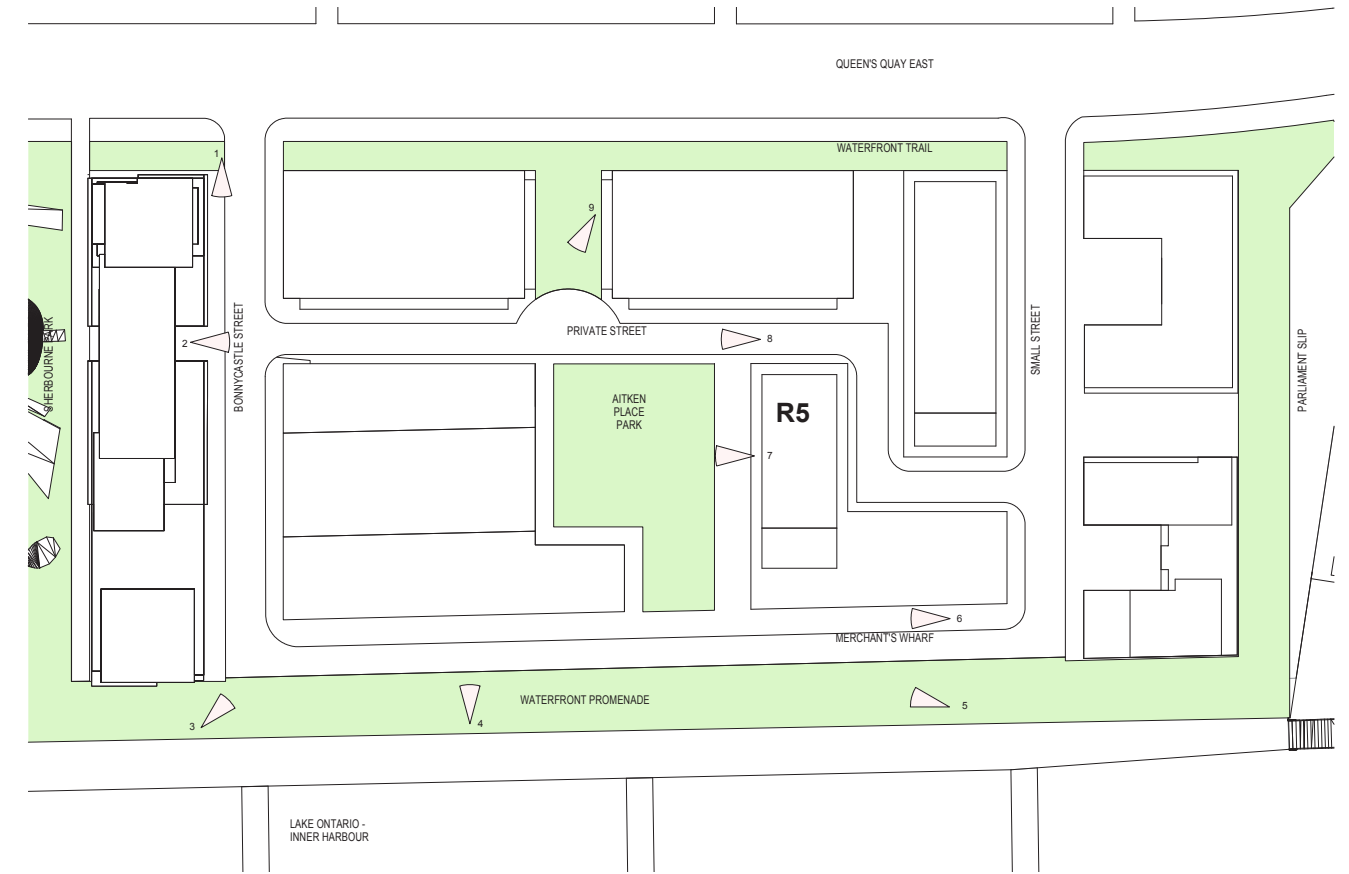 QUEEN'S QUAY EAST
WATERFRONT TRAIL
1
9
2
BONNYCASTLE STREET
SHERBOURNE PARK
PRIVATE STREET
8
SMALL STREET
PARLIAMENT SLIP
AITKEN
PLACE
PARK
R5
7
6
MERCHANT'S WHARF
WATERFRONT PROMENADE
3
4
5
LAKE ONTARIO -
INNER HARBOUR